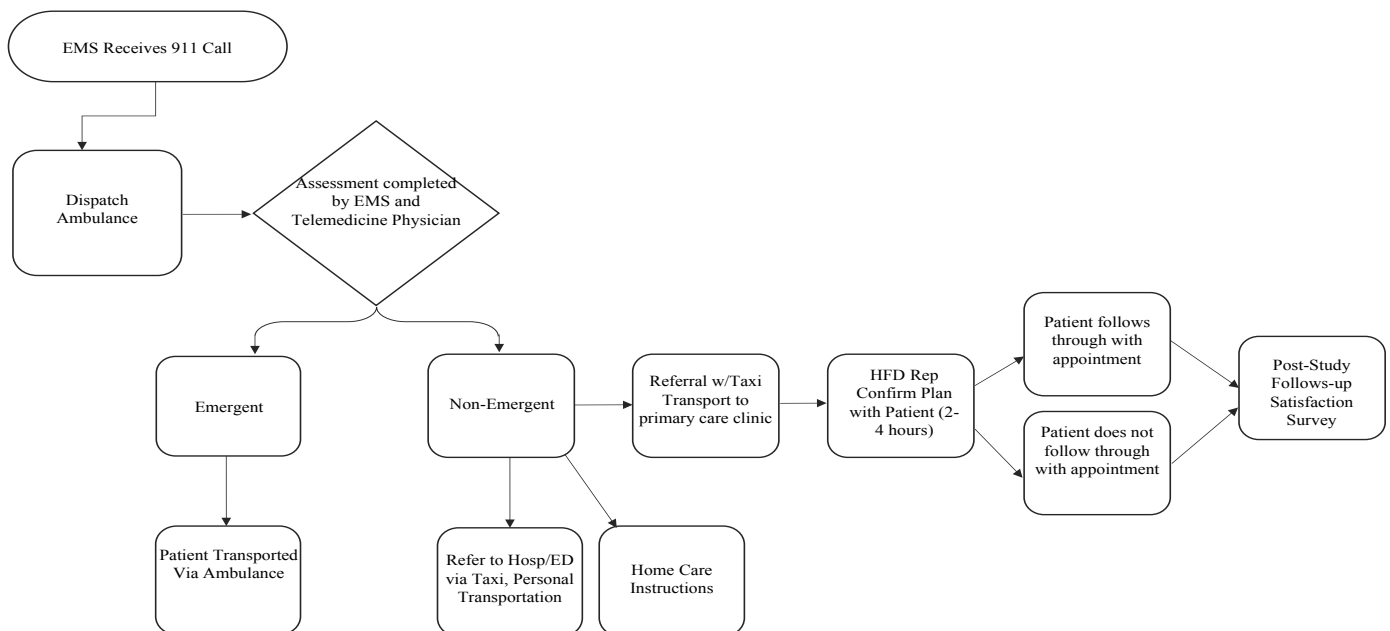 EMS Receives 911 Call
Dispatch
Ambulance
Assessment completed
by EMS and
Telemedicine Physician
Emergent
Non-Emergent
Referral w/Taxi
Transport to
primary care clinic
HFD Rep
Confirm Plan
with Patient (2-
4 hours)
Patient follows
through with
appointment
Patient does not
follow through
with appointment
Post-Study
Follows-up
Satisfaction
Survey
Patient Transported
Via Ambulance
Refer to Hosp/ED
via Taxi, Personal
Transportation
Home Care
Instructions